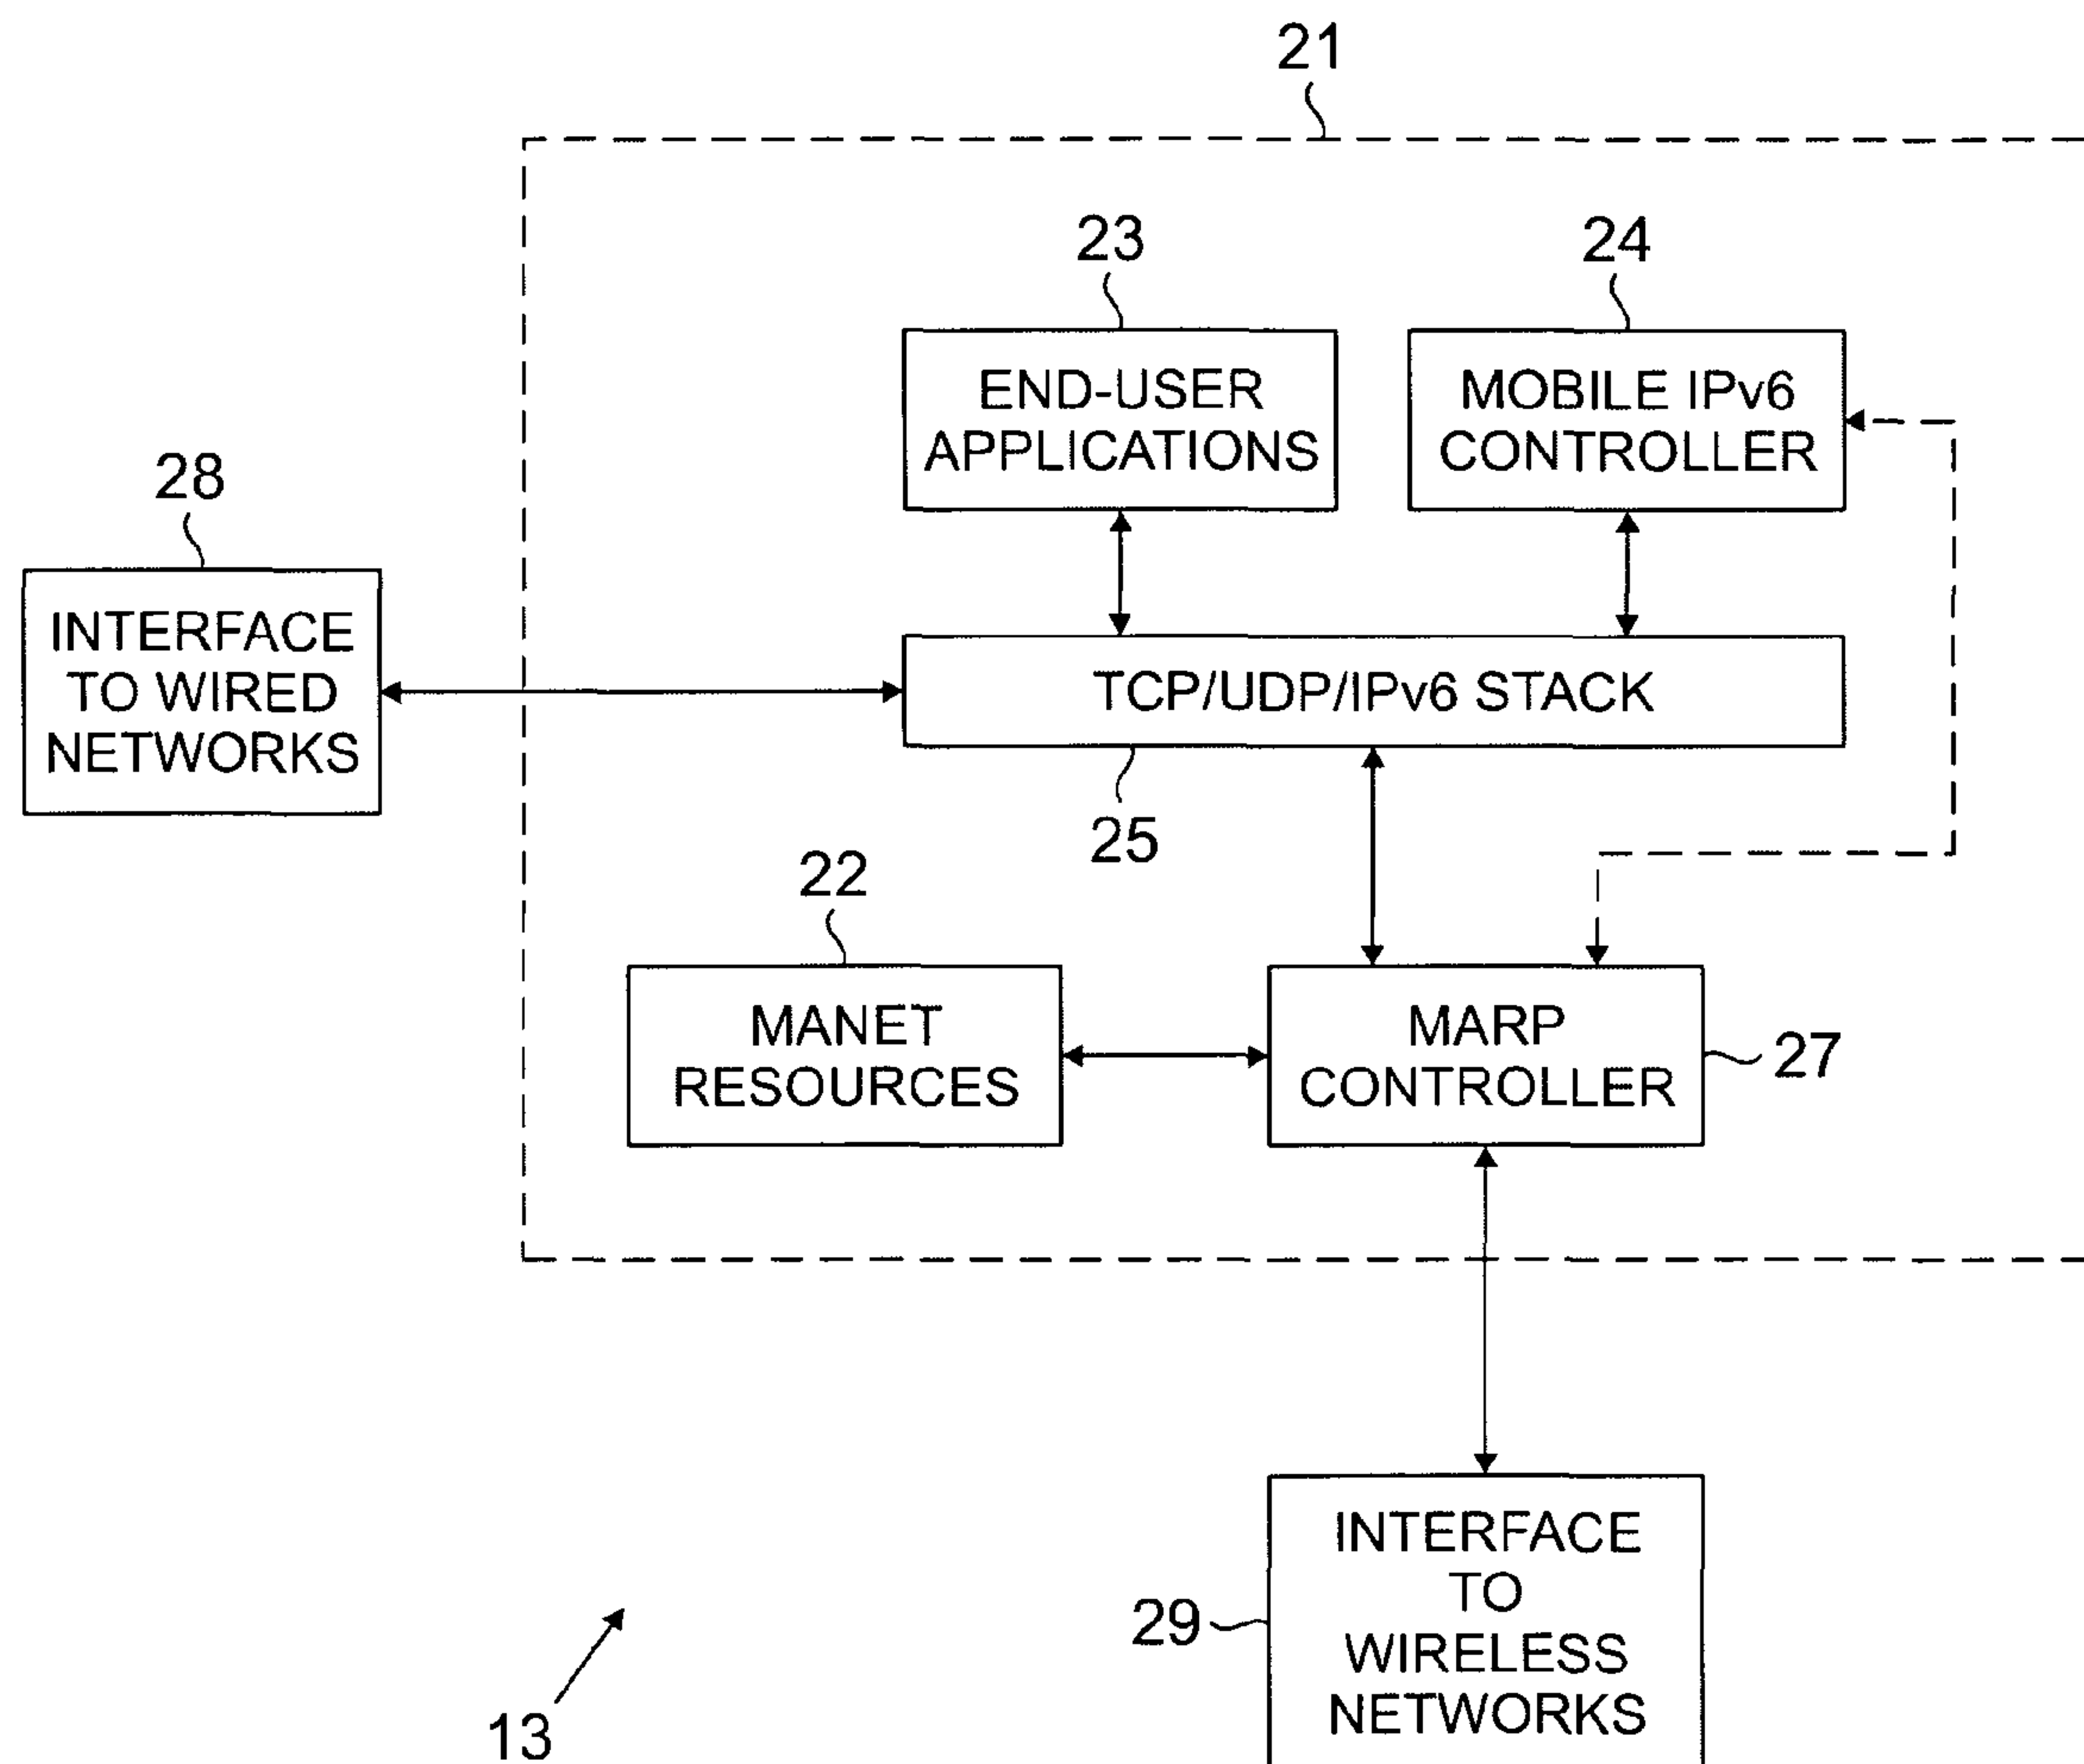 21
23
24
END-USER
APPLICATIONS
MOBILE IPv6
CONTROLLER
28
INTERFACE
TO WIRED
NETWORKS
TCP/UDP/IPv6 STACK
25
22
MANET
RESOURCES
MARP
CONTROLLER
27
INTERFACE
TO
WIRELESS
NETWORKS
29
13